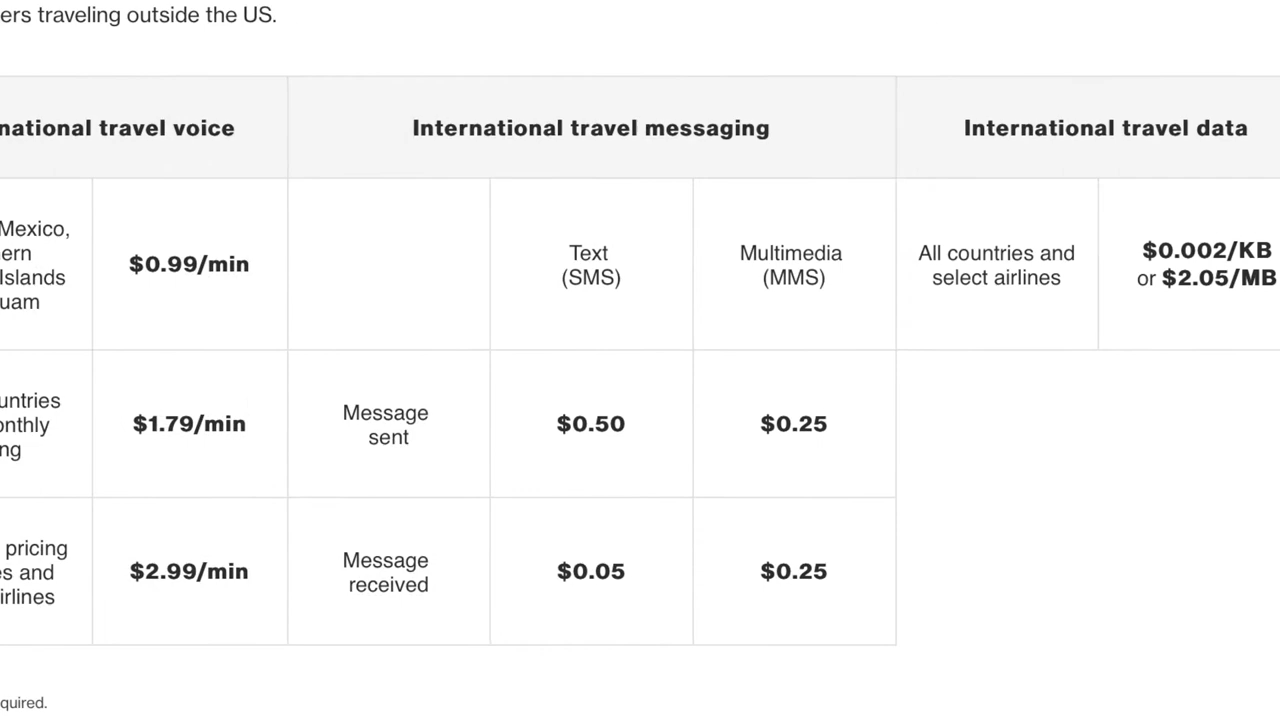 ers traveling outside the US.
national travel voice
International travel messaging
International travel data
Mexico,
ern
Islands
uam
$0.99/min
Text
(SMS)
Multimedia
(MMS)
All countries and
select airlines
$0.002/KB
or $2.05/MB
untries
onthly
ng
$1.79/min
Message
sent
$0.50
$0.25
pricing
es and
irlines
$2.99/min
Message
received
$0.05
$0.25
quired.